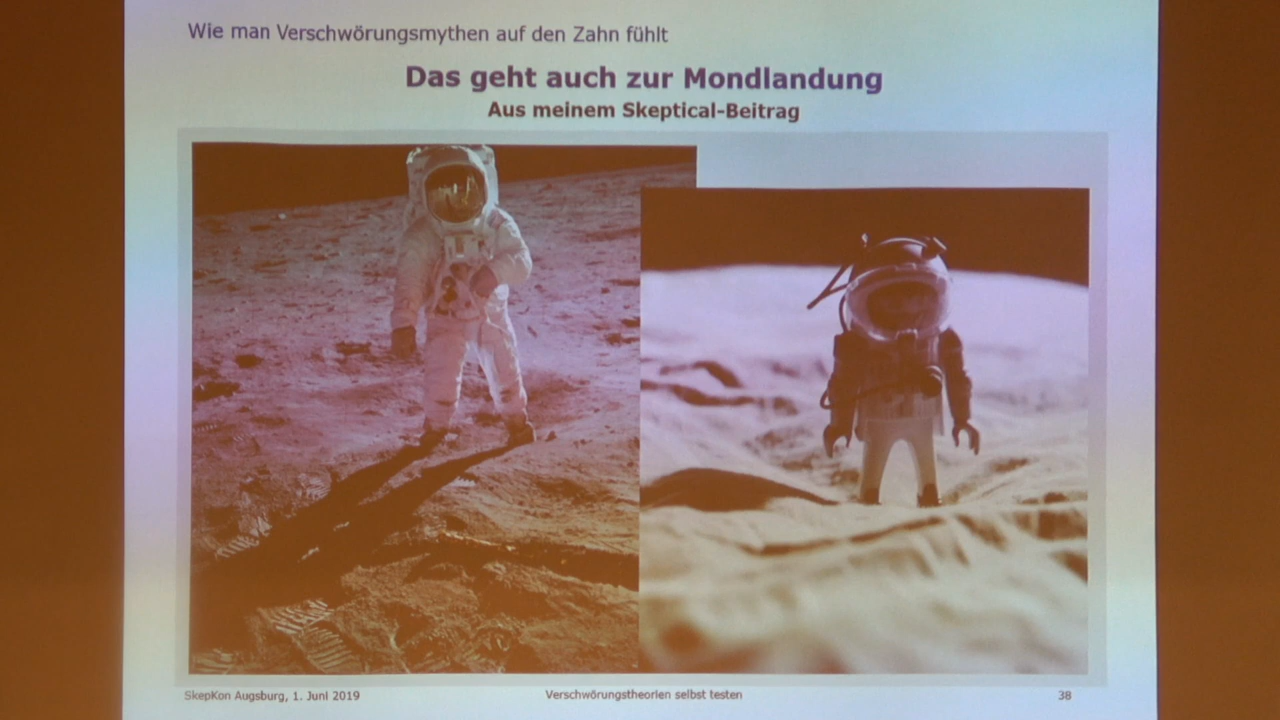 Wie man Verschwörungsmythen auf den Zahn fühlt
Das geht auch zur Mondlandung
Aus meinem Skeptical-Beitrag
SkepKon Augsburg, 1. Juni 2019
Verschwörungstheorien selbst testen
38